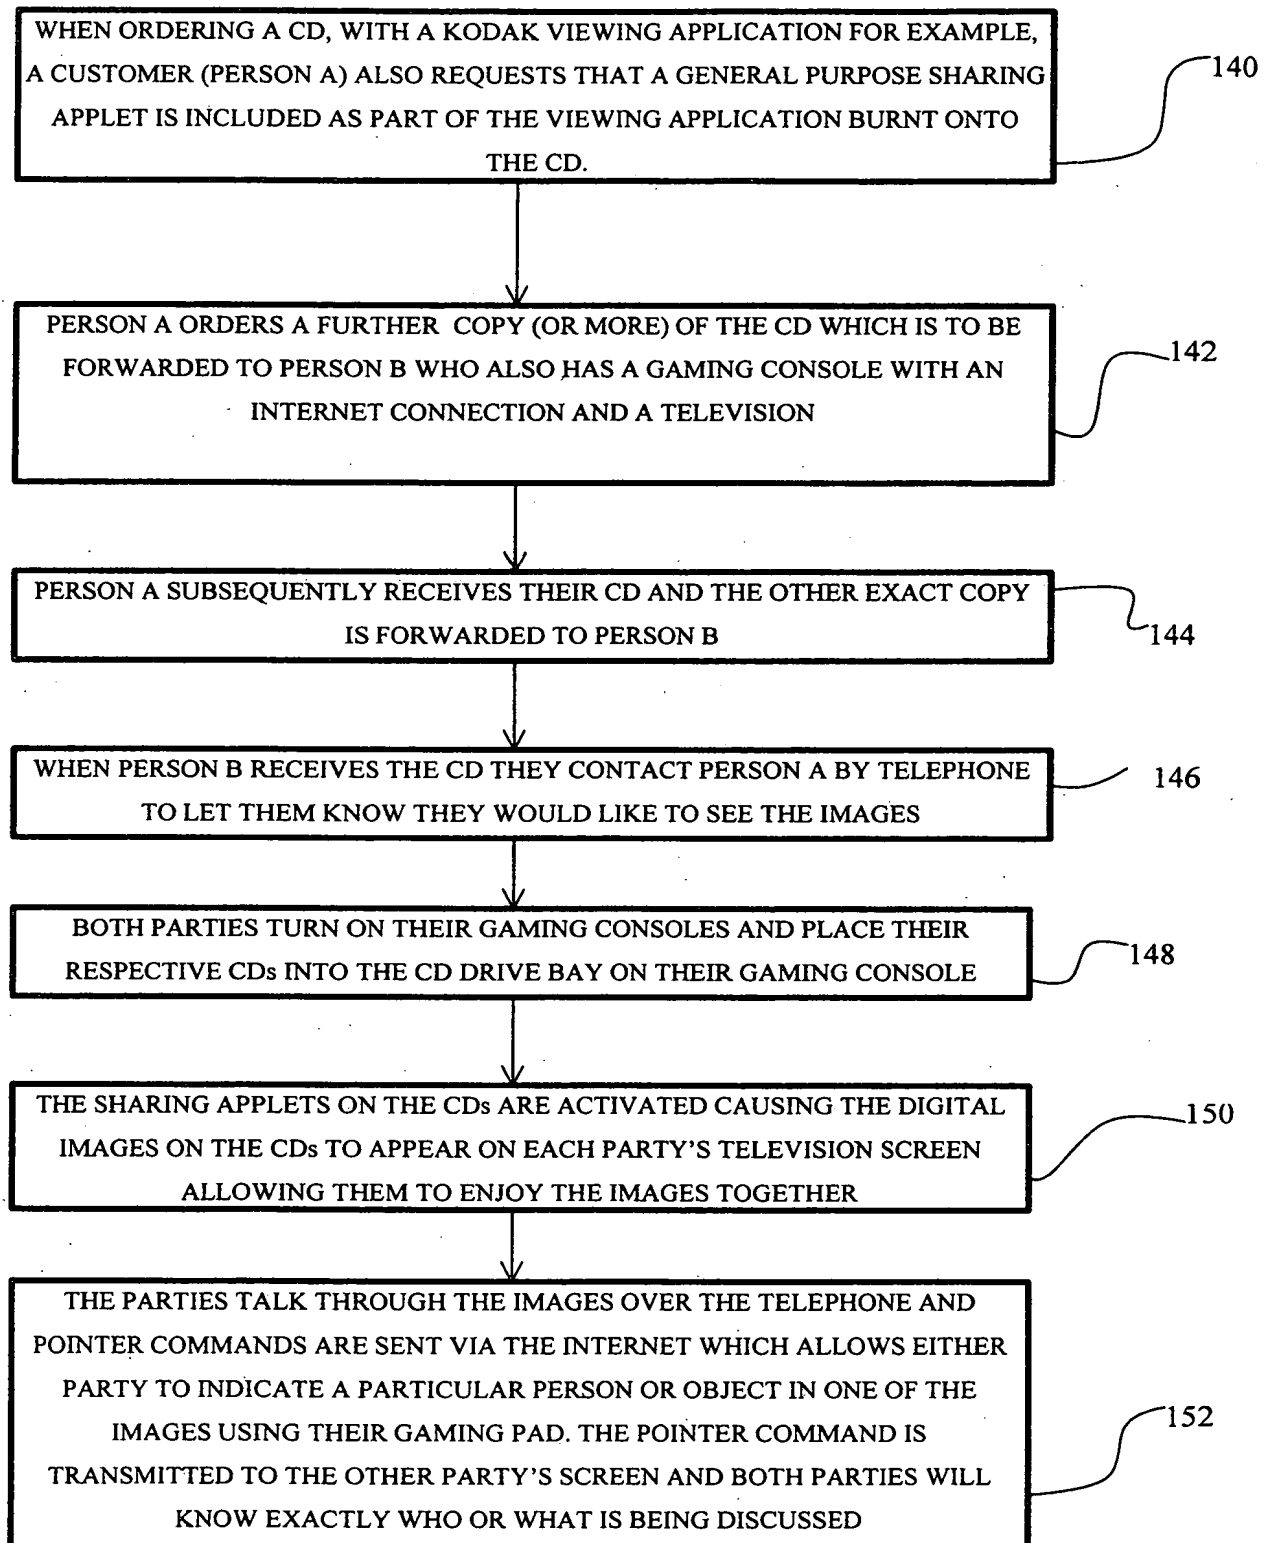 WHEN ORDERING A CD, WITH A KODAK VIEWING APPLICATION FOR EXAMPLE,
A CUSTOMER (PERSON A) ALSO REQUESTS THAT A GENERAL PURPOSE SHARING
APPLET IS INCLUDED AS PART OF THE VIEWING APPLICATION BURNT ONTO
THE CD.
140
PERSON A ORDERS A FURTHER COPY (OR MORE) OF THE CD WHICH IS TO BE
FORWARDED TO PERSON B WHO ALSO HAS A GAMING CONSOLE WITH AN
INTERNET CONNECTION AND A TELEVISION
142
PERSON A SUBSEQUENTLY RECEIVES THEIR CD AND THE OTHER EXACT COPY
IS FORWARDED TO PERSON B
144
WHEN PERSON B RECEIVES THE CD THEY CONTACT PERSON A BY TELEPHONE
TO LET THEM KNOW THEY WOULD LIKE TO SEE THE IMAGES
146
BOTH PARTIES TURN ON THEIR GAMING CONSOLES AND PLACE THEIR
RESPECTIVE CDs INTO THE CD DRIVE BAY ON THEIR GAMING CONSOLE
148
THE SHARING APPLETS ON THE CDs ARE ACTIVATED CAUSING THE DIGITAL
IMAGES ON THE CDs TO APPEAR ON EACH PARTY'S TELEVISION SCREEN
ALLOWING THEM TO ENJOY THE IMAGES TOGETHER
150
THE PARTIES TALK THROUGH THE IMAGES OVER THE TELEPHONE AND
POINTER COMMANDS ARE SENT VIA THE INTERNET WHICH ALLOWS EITHER
PARTY TO INDICATE A PARTICULAR PERSON OR OBJECT IN ONE OF THE
IMAGES USING THEIR GAMING PAD. THE POINTER COMMAND IS
TRANSMITTED TO THE OTHER PARTY'S SCREEN AND BOTH PARTIES WILL
KNOW EXACTLY WHO OR WHAT IS BEING DISCUSSED
152